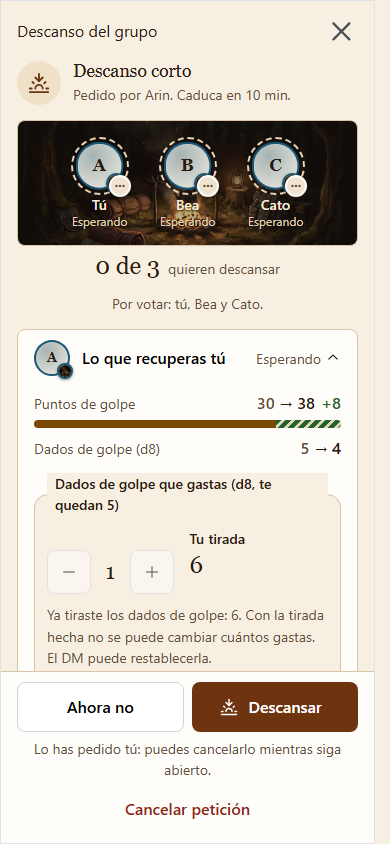 Descanso del grupo
Descanso corto
Pedido por Arin. Caduca en 10 min.
A
B
C
Tú
Bea
Cato
Esperando
Esperando
Esperando
0 de 3 quieren descansar
Por votar: tú, Bea y Cato.
A
Lo que recuperas tú
Esperando
Puntos de golpe
30 → 38 +8
Dados de golpe (d8)
5 → 4
Dados de golpe que gastas (d8, te
quedan 5)
Tu tirada
− 1 +
6
Ya tiraste los dados de golpe: 6. Con la tirada
hecha no se puede cambiar cuántos gastas.
El DM puede restablecerla.
Ahora no
Descansar
Lo has pedido tú: puedes cancelarlo mientras siga
abierto.
Cancelar petición